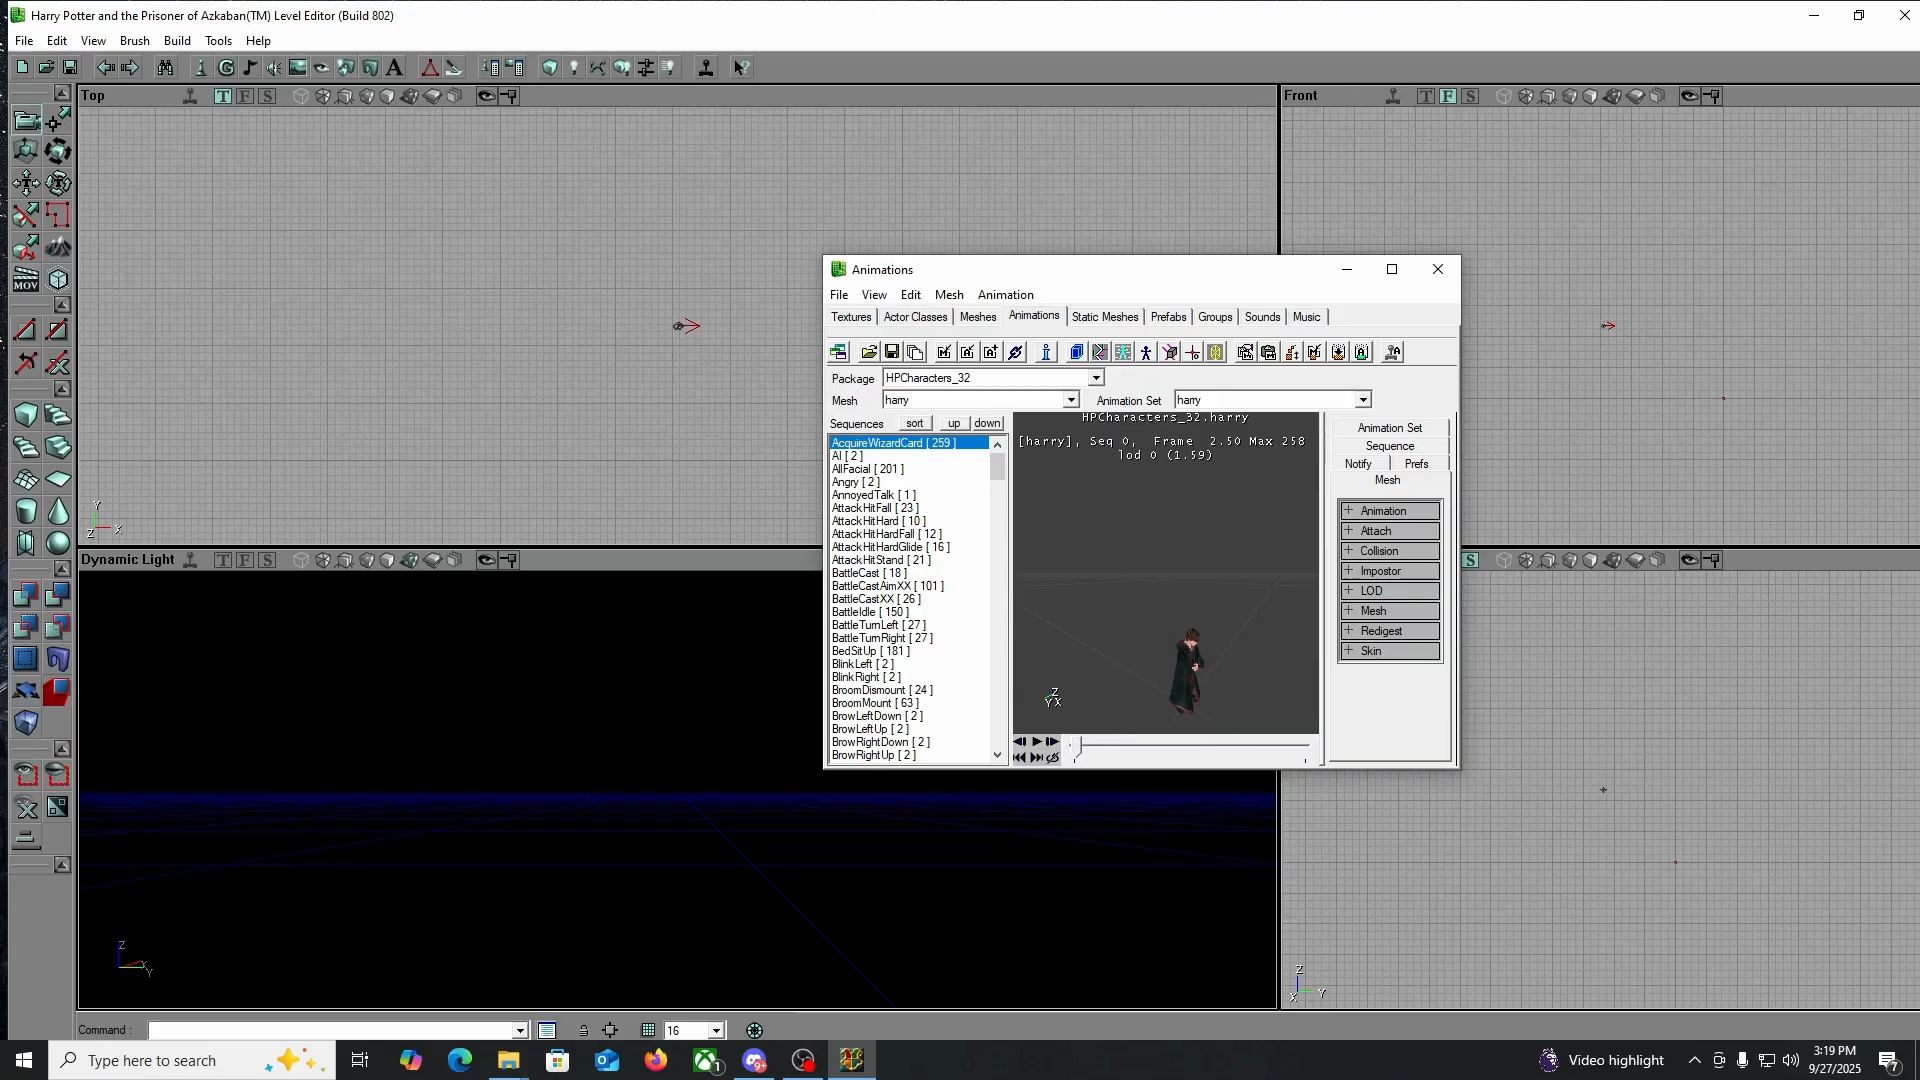 Harry Potter and the Prisoner of Azkaban(TM) Level Editor (Build 802)
File Edit View Brush Build Tools Help
Top
T F S
Front
T F S
MOV
Y
Z X
Dynamic Light
T F S
S
Z
X
Y
Z
X Y
Animations
File View Edit Mesh Animation
Textures Actor Classes Meshes Animations Static Meshes Prefabs Groups Sounds Music
Package HPCharacters_32
Mesh harry Animation Set harry
Sequences sort up down
AcquireWizardCard [ 259 ]
AI [ 2 ]
AllFacial [ 201 ]
Angry [ 2 ]
AnnoyedTalk [ 1 ]
AttackHitFall [ 23 ]
AttackHitHard [ 10 ]
AttackHitHardFall [ 12 ]
AttackHitHardGlide [ 16 ]
AttackHitStand [ 21 ]
BattleCast [ 18 ]
BattleCastAimXX [ 101 ]
BattleCastXX [ 26 ]
BattleIdle [ 150 ]
BattleTurnLeft [ 27 ]
BattleTurnRight [ 27 ]
BedSitUp [ 181 ]
BlinkLeft [ 2 ]
BlinkRight [ 2 ]
BroomDismount [ 24 ]
BroomMount [ 63 ]
BrowLeftDown [ 2 ]
BrowLeftUp [ 2 ]
BrowRightDown [ 2 ]
BrowRightUp [ 2 ]
HPCharacters_32.harry
[harry], Seq 0, Frame 2.50 Max 258
lod 0 (1.59)
Z
Y X
Animation Set
Sequence
Notify Prefs
Mesh
+ Animation
+ Attach
+ Collision
+ Impostor
+ LOD
+ Mesh
+ Redigest
+ Skin
Command : 16
Type here to search
1
9+
Video highlight
3:19 PM
9/27/2025
7